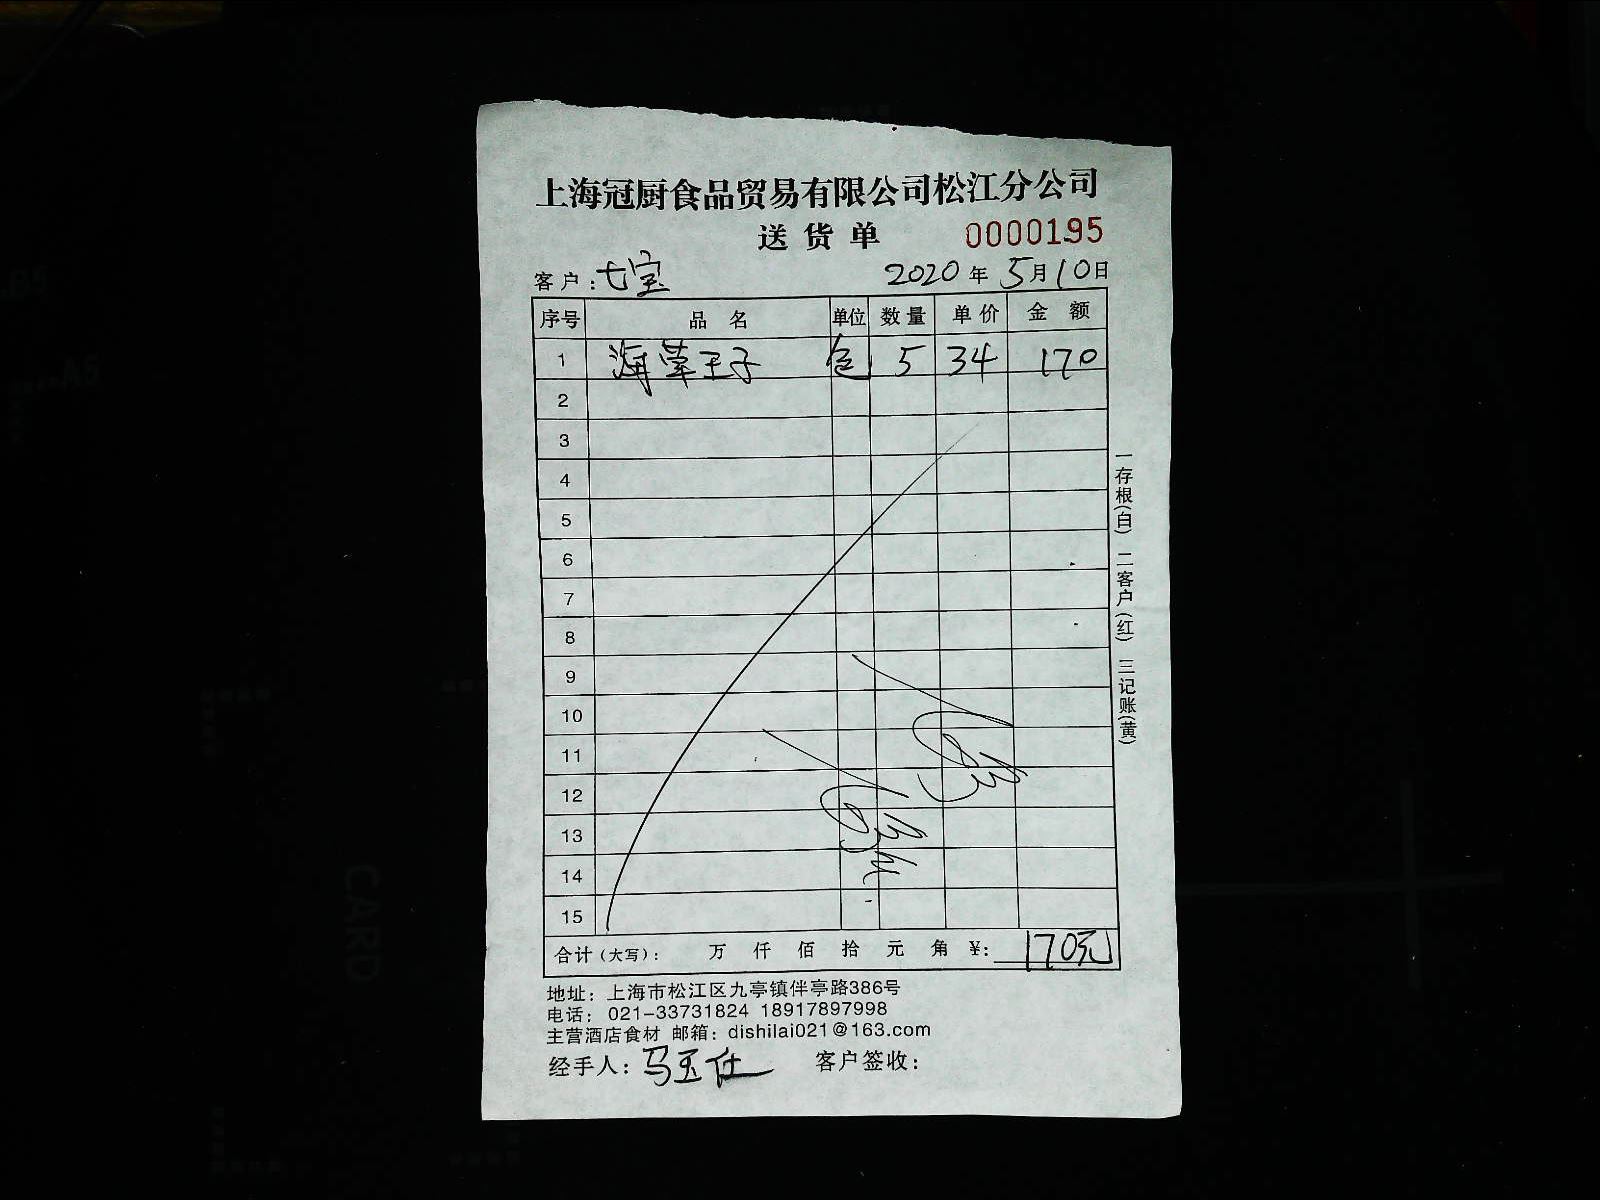 上海冠厨食品贸易有限公司松江分公司
送货单 0000195
客户：七宝 2020年5月10日
序号 品名 单位 数量 单价 金额
1 海草王子 包 5 34 170
2
3
4
5
6
7
8
9
10
11
12
13
14
15
合计（大写）： 万 仟 佰 拾 元 角 ¥： 170元
地址：上海市松江区九亭镇伴亭路386号
电话：021-33731824 18917897998
主营酒店食材 邮箱：dishilai021@163.com
经手人：马玉仕 客户签收：
一存根(白) 二客户(红) 三记账(黄)
CARD